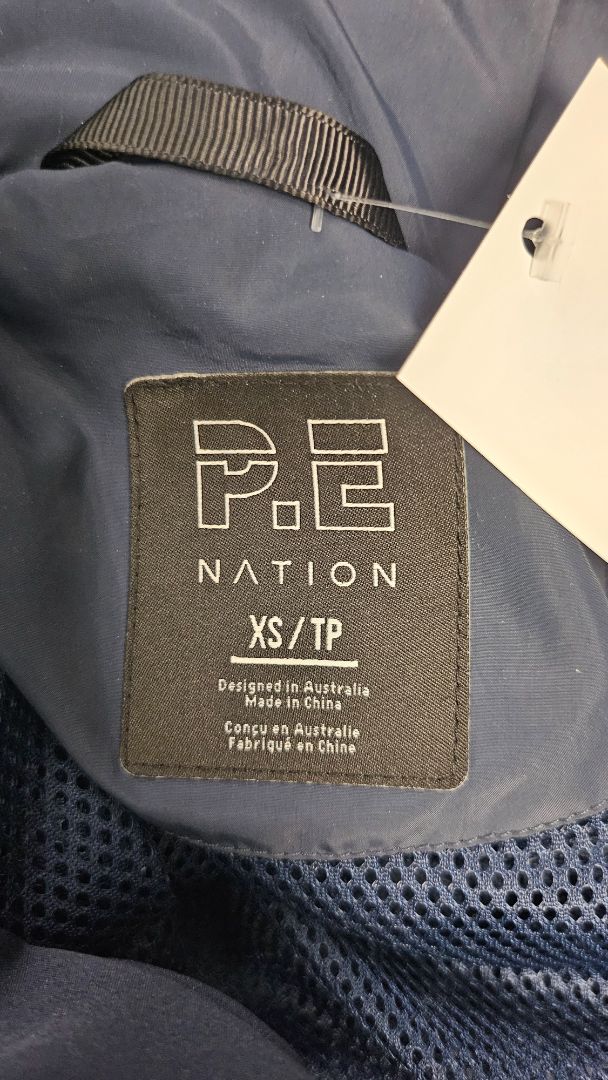 P.E
NATION
XS/TP
Designed in Australia
Made in China
Conçu en Australie
Fabriqué en Chine